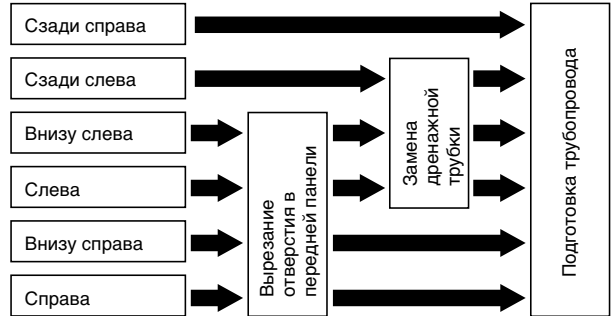 Сзади справа
Сзади слева
Внизу слева
Слева
Внизу справа
Справа
Вырезание
отверстия в
передней панели
Замена
дренажной
трубки
Подготовка трубопровода